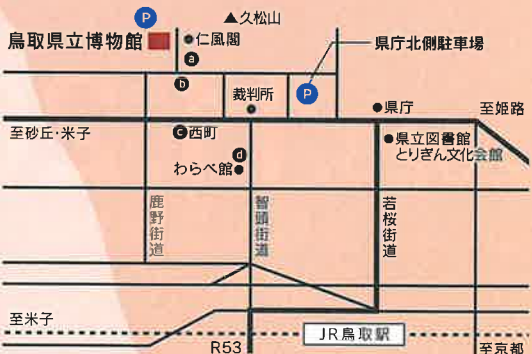 P
▲久松山
鳥取県立博物館
仁風閣
a
県庁北側駐車場
b
裁判所
P
県庁
至姫路
至砂丘・米子
c西町
県立図書館
とりぎん文化会館
d
わらべ館
鹿野街道
智頭街道
若桜街道
至米子
JR鳥取駅
R53
至京都